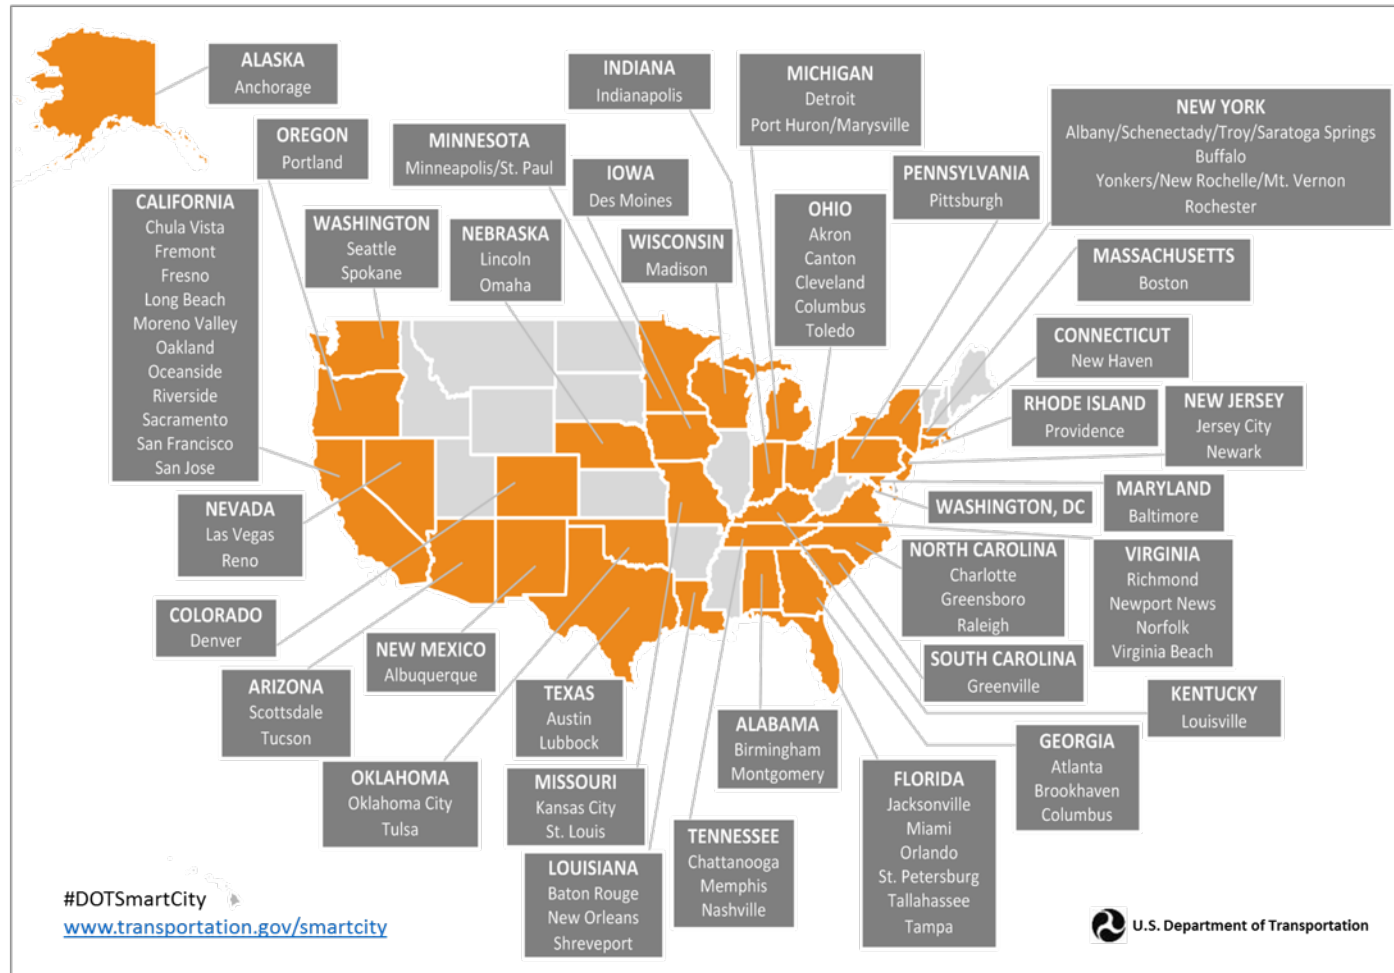 ALASKA
Anchorage
OREGON
Portland
CALIFORNIA
Chula Vista
Fremont
Fresno
Long Beach
Moreno Valley
Oakland
Oceanside
Riverside
Sacramento
San Francisco
San Jose
WASHINGTON
Seattle
Spokane
MINNESOTA
Minneapolis/St. Paul
NEBRASKA
Lincoln
Omaha
IOWA
Des Moines
INDIANA
Indianapolis
WISCONSIN
Madison
MICHIGAN
Detroit
Port Huron/Marysville
OHIO
Akron
Canton
Cleveland
Columbus
Toledo
PENNSYLVANIA
Pittsburgh
NEW YORK
Albany/Schenectady/Troy/Saratoga Springs
Buffalo
Yonkers/New Rochelle/Mt. Vernon
Rochester
MASSACHUSETTS
Boston
CONNECTICUT
New Haven
RHODE ISLAND
Providence
NEW JERSEY
Jersey City
Newark
WASHINGTON, DC
MARYLAND
Baltimore
NEVADA
Las Vegas
Reno
COLORADO
Denver
ARIZONA
Scottsdale
Tucson
NEW MEXICO
Albuquerque
OKLAHOMA
Oklahoma City
Tulsa
TEXAS
Austin
Lubbock
MISSOURI
Kansas City
St. Louis
LOUISIANA
Baton Rouge
New Orleans
Shreveport
TENNESSEE
Chattanooga
Memphis
Nashville
ALABAMA
Birmingham
Montgomery
FLORIDA
Jacksonville
Miami
Orlando
St. Petersburg
Tallahassee
Tampa
NORTH CAROLINA
Charlotte
Greensboro
Raleigh
SOUTH CAROLINA
Greenville
VIRGINIA
Richmond
Newport News
Norfolk
Virginia Beach
KENTUCKY
Louisville
GEORGIA
Atlanta
Brookhaven
Columbus
#DOTSmartCity
www.transportation.gov/smartcity
U.S. Department of Transportation